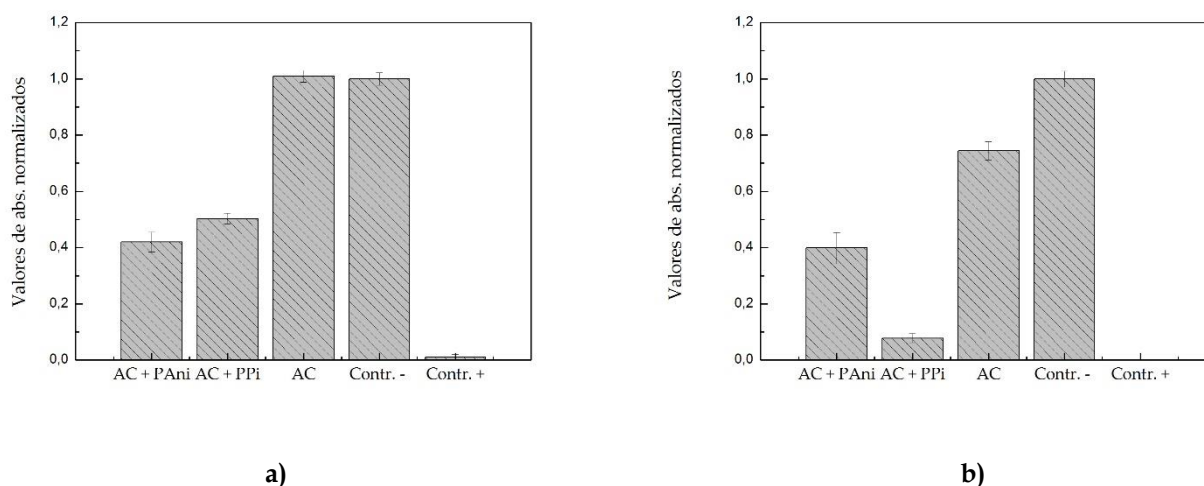 Valores de abs. normalizados
1,2
1,0
0,8
0,6
0,4
0,2
0,0
AC + PAni AC + PPi AC Contr. - Contr. +
a)
Valores de abs. normalizados
1,2
1,0
0,8
0,6
0,4
0,2
0,0
AC + PAni AC + PPi AC Contr. - Contr. +
b)